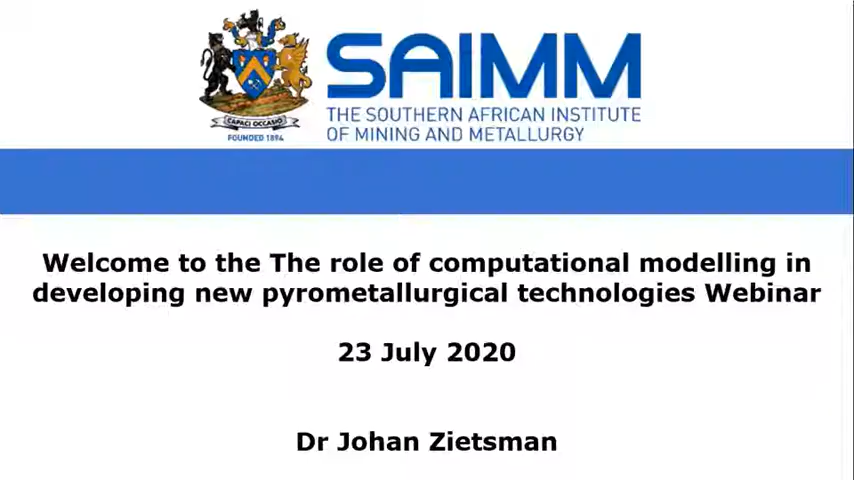 SAIMM
THE SOUTHERN AFRICAN INSTITUTE
OF MINING AND METALLURGY
CAPACI OCCASIO
FOUNDED 1894
Welcome to the The role of computational modelling in
developing new pyrometallurgical technologies Webinar
23 July 2020
Dr Johan Zietsman